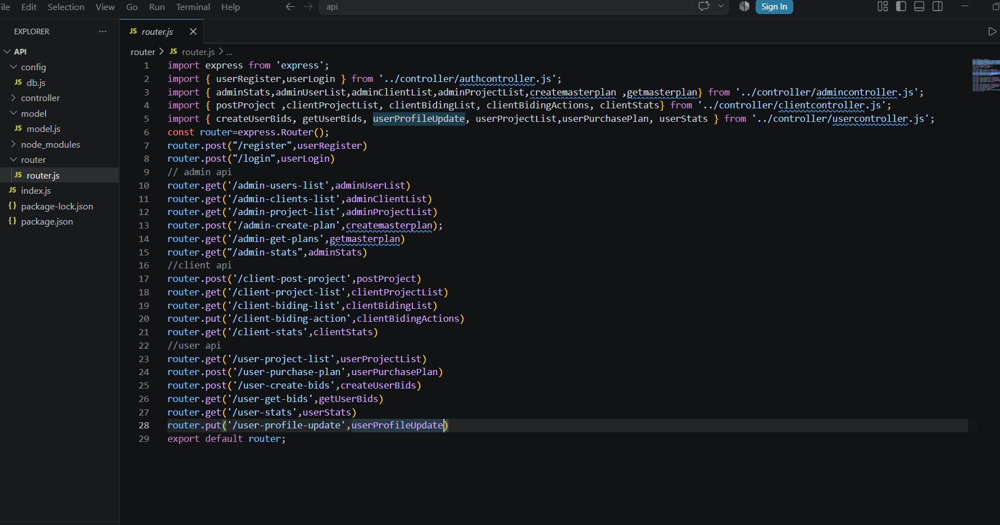 File Edit Selection View Go Run Terminal Help
api
Sign In
EXPLORER
JS router.js
API
config
JS db.js
controller
model
JS model.js
node_modules
router
JS router.js
JS index.js
{} package-lock.json
{} package.json
router > JS router.js > ...
1 import express from 'express';
2 import { userRegister,userLogin } from '../controller/authcontroller.js';
3 import { adminStats,adminUserList,adminClientList,adminProjectList,createmasterplan ,getmasterplan} from '../controller/admincontroller.js';
4 import { postProject ,clientProjectList, clientBidingList, clientBidingActions, clientStats} from '../controller/clientcontroller.js';
5 import { createUserBids, getUserBids, userProfileUpdate, userProjectList,userPurchasePlan, userStats } from '../controller/usercontroller.js';
6 const router=express.Router();
7 router.post("/register",userRegister)
8 router.post("/login",userLogin)
9 // admin api
10 router.get('/admin-users-list',adminUserList)
11 router.get('/admin-clients-list',adminClientList)
12 router.get('/admin-project-list',adminProjectList)
13 router.post('/admin-create-plan',createmasterplan);
14 router.get('/admin-get-plans',getmasterplan)
15 router.get("/admin-stats",adminStats)
16 //client api
17 router.post('/client-post-project',postProject)
18 router.get('/client-project-list',clientProjectList)
19 router.get('/client-biding-list',clientBidingList)
20 router.put('/client-biding-action',clientBidingActions)
21 router.get('/client-stats',clientStats)
22 //user api
23 router.get('/user-project-list',userProjectList)
24 router.post('/user-purchase-plan',userPurchasePlan)
25 router.post('/user-create-bids',createUserBids)
26 router.get('/user-get-bids',getUserBids)
27 router.get('/user-stats',userStats)
28 router.put('/user-profile-update',userProfileUpdate)
29 export default router;